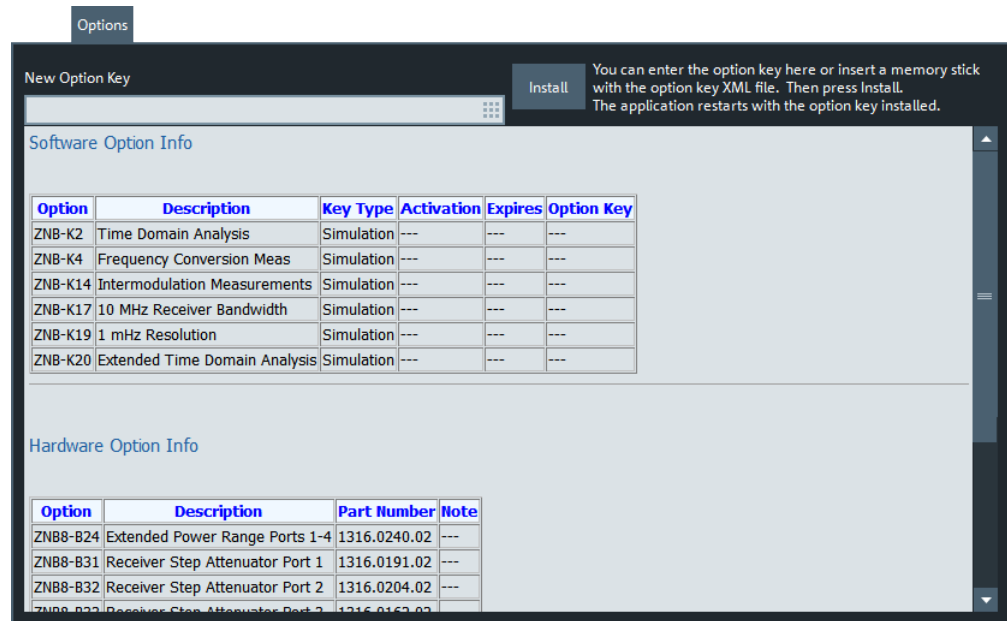 Options
New Option Key
Install
You can enter the option key here or insert a memory stick
with the option key XML file. Then press Install.
The application restarts with the option key installed.
Software Option Info
Option Description Key Type Activation Expires Option Key
ZNB-K2 Time Domain Analysis Simulation --- --- ---
ZNB-K4 Frequency Conversion Meas Simulation --- --- ---
ZNB-K14 Intermodulation Measurements Simulation --- --- ---
ZNB-K17 10 MHz Receiver Bandwidth Simulation --- --- ---
ZNB-K19 1 mHz Resolution Simulation --- --- ---
ZNB-K20 Extended Time Domain Analysis Simulation --- --- ---
Hardware Option Info
Option Description Part Number Note
ZNB8-B24 Extended Power Range Ports 1-4 1316.0240.02 ---
ZNB8-B31 Receiver Step Attenuator Port 1 1316.0191.02 ---
ZNB8-B32 Receiver Step Attenuator Port 2 1316.0204.02 ---
Receiver Step Attenuator Port